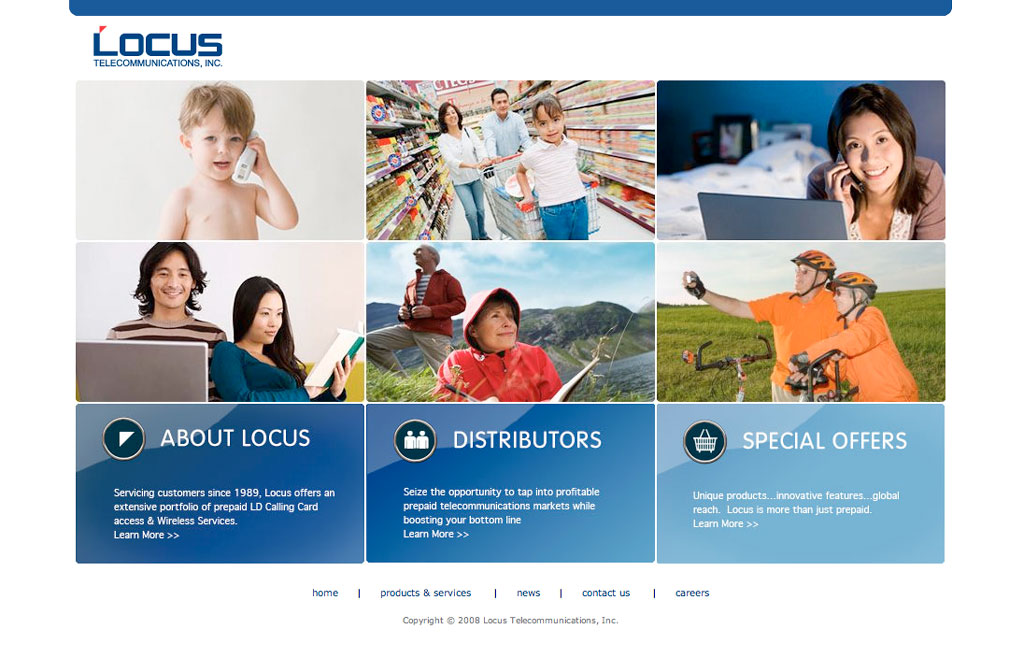 LOCUS
TELECOMMUNICATIONS, INC.
ABOUT LOCUS
Servicing customers since 1989, Locus offers an
extensive portfolio of prepaid LD Calling Card
access & Wireless Services.
Learn More >>
DISTRIBUTORS
Seize the opportunity to tap into profitable
prepaid telecommunications markets while
boosting your bottom line
Learn More >>
SPECIAL OFFERS
Unique products...innovative features...global
reach. Locus is more than just prepaid.
Learn More >>
home | products & services | news | contact us | careers
Copyright © 2008 Locus Telecommunications, Inc.